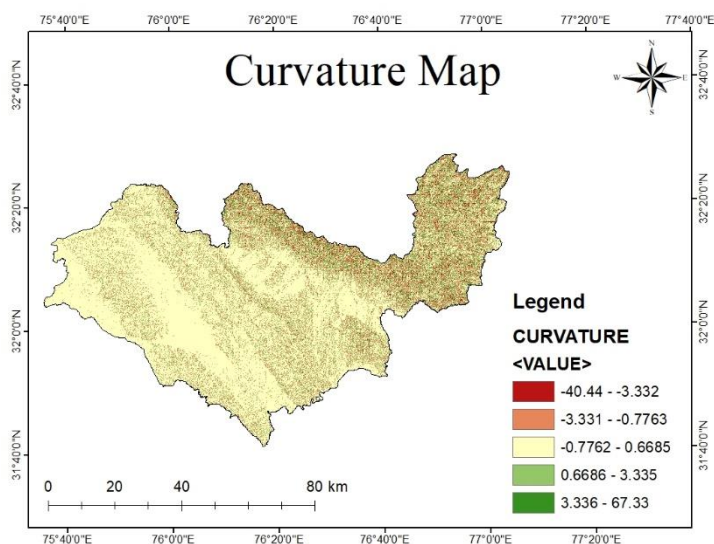 75°40'0"E 76°0'0"E 76°20'0"E 76°40'0"E 77°0'0"E 77°20'0"E 77°40'0"E
Curvature Map
N
W E
S
32°40'0"N 32°40'0"N
32°20'0"N 32°20'0"N
32°0'0"N 32°0'0"N
31°40'0"N 31°40'0"N
Legend
CURVATURE
<VALUE>
-40.44 - -3.332
-3.331 - -0.7763
-0.7762 - 0.6685
0.6686 - 3.335
3.336 - 67.33
0 20 40 80 km
75°40'0"E 76°0'0"E 76°20'0"E 76°40'0"E 77°0'0"E 77°20'0"E